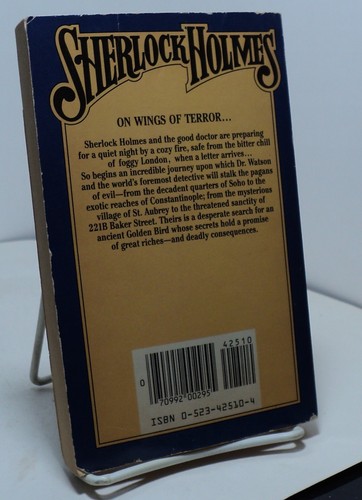 SHERLOCK HOLMES
ON WINGS OF TERROR...
Sherlock Holmes and the good doctor are preparing
for a quiet night by a cozy fire, safe from the bitter chill
of foggy London, when a letter arrives...
So begins an incredible journey upon which Dr. Watson
and the world's foremost detective will stalk the pagans
of evil—from the decadent quarters of Soho to the
exotic reaches of Constantinople; from the mysterious
village of St. Aubrey to the threatened sanctity of
221B Baker Street. Theirs is a desperate search for an
ancient Golden Bird whose secrets hold a promise
of great riches—and deadly consequences.
42510
0
70992 00295
ISBN 0-523-42510-4